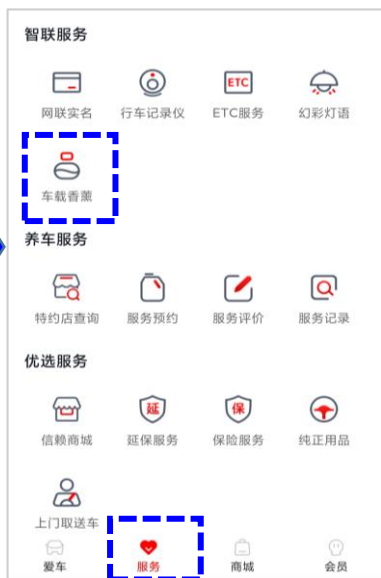 智联服务
网联实名 行车记录仪 ETC ETC服务 幻彩灯语
车载香薰
养车服务
特约店查询 服务预约 服务评价 服务记录
优选服务
延 保
信赖商城 延保服务 保险服务 纯正用品
上门取送车
爱车 服务 商城 会员